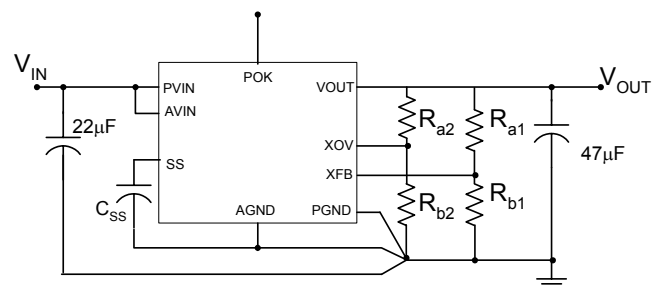 POK
V_IN
PVIN
VOUT
V_OUT
AVIN
22μF
R_a2
R_a1
XOV
47μF
SS
XFB
C_SS
AGND
PGND
R_b2
R_b1